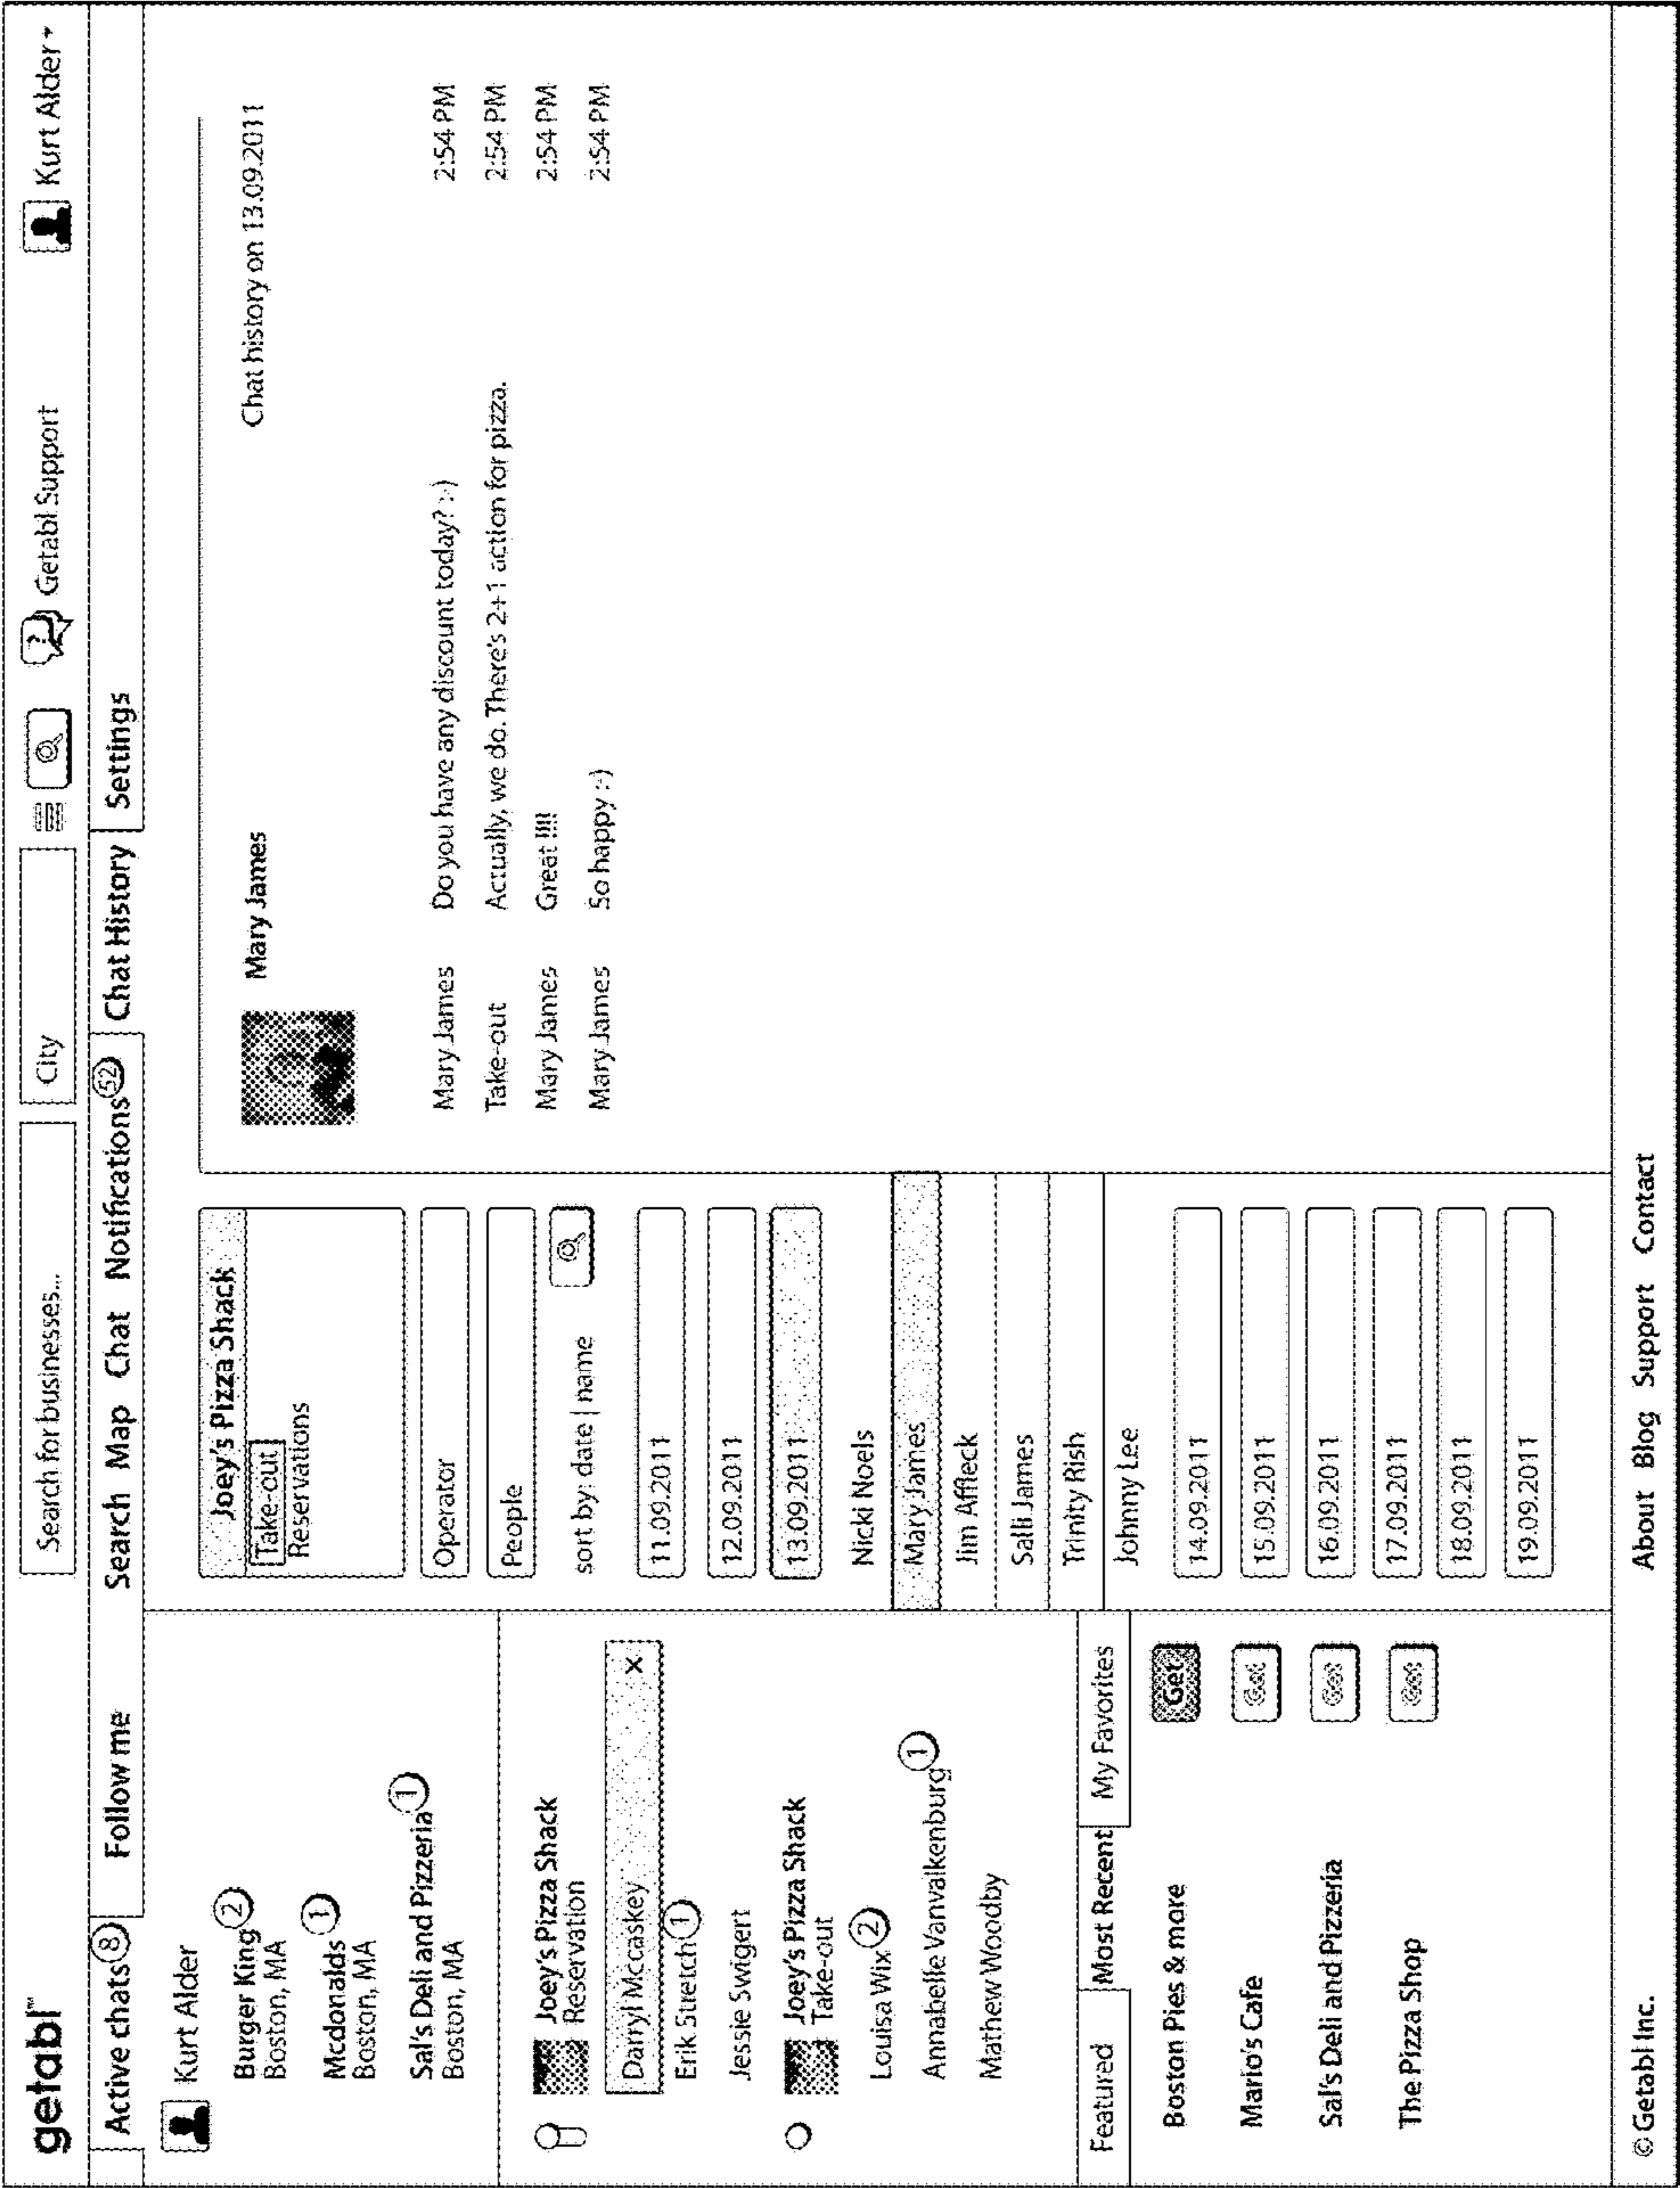 getabl™
Search for businesses...
City
Getabl Support
Kurt Alder
Active chats 8
Follow me
Search Map Chat Notifications 52 Chat History Settings
Kurt Alder
Burger King 2
Boston, MA
Mcdonalds 1
Boston, MA
Sal's Deli and Pizzeria 1
Boston, MA
Joey's Pizza Shack
Reservation
Darryl Mccaskey ×
Erik Stretch 1
Jessie Swigert
Joey's Pizza Shack
Take-out
Louisa Wix 2
Annabelle Vanvalkenburg 1
Mathew Woodby
Featured Most Recent My Favorites
Boston Pies & more Get
Mario's Cafe Get
Sal's Deli and Pizzeria Get
The Pizza Shop Get
Joey's Pizza Shack
Take-out
Reservations
Operator
People
sort by: date | name
11.09.2011
12.09.2011
13.09.2011
Nicki Noels
Mary James
Jim Affleck
Salli James
Trinity Rish
Johnny Lee
14.09.2011
15.09.2011
16.09.2011
17.09.2011
18.09.2011
19.09.2011
Mary James
Chat history on 13.09.2011
Mary James Do you have any discount today? :-) 2:54 PM
Take-out Actually, we do. There's 2+1 action for pizza. 2:54 PM
Mary James Great !!!! 2:54 PM
Mary James So happy :-) 2:54 PM
© Getabl Inc.
About Blog Support Contact